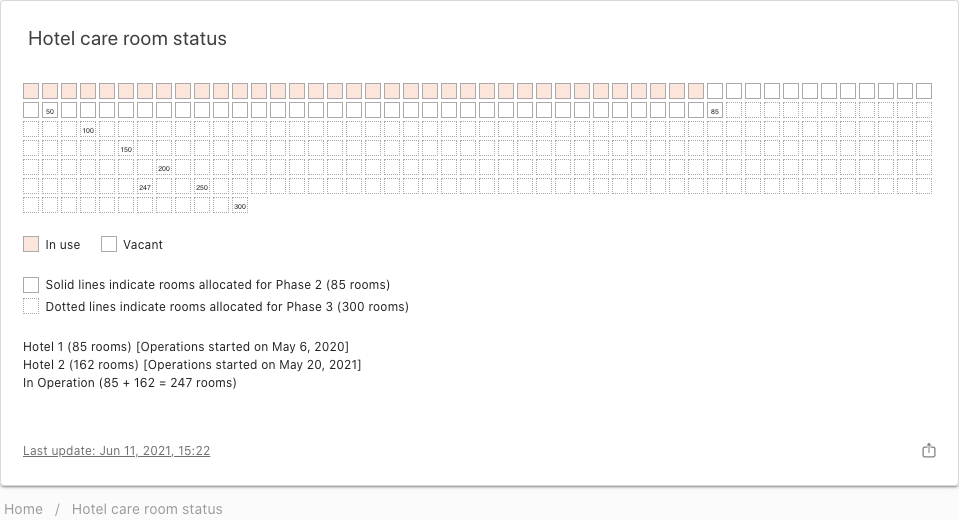 Hotel care room status
50 85
100
150
200
247 250
300
In use Vacant
Solid lines indicate rooms allocated for Phase 2 (85 rooms)
Dotted lines indicate rooms allocated for Phase 3 (300 rooms)
Hotel 1 (85 rooms) [Operations started on May 6, 2020]
Hotel 2 (162 rooms) [Operations started on May 20, 2021]
In Operation (85 + 162 = 247 rooms)
Last update: Jun 11, 2021, 15:22
Home / Hotel care room status